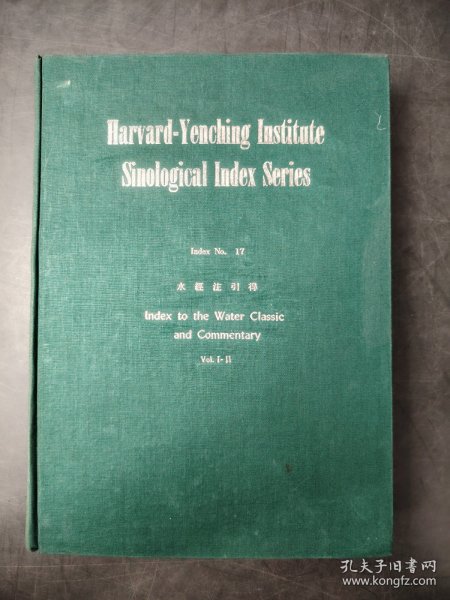 Harvard-Yenching Institute
Sinological Index Series
Index No. 17
水經注引得
Index to the Water Classic
and Commentary
Vol. I-II
孔夫子旧书网
www.kongfz.com